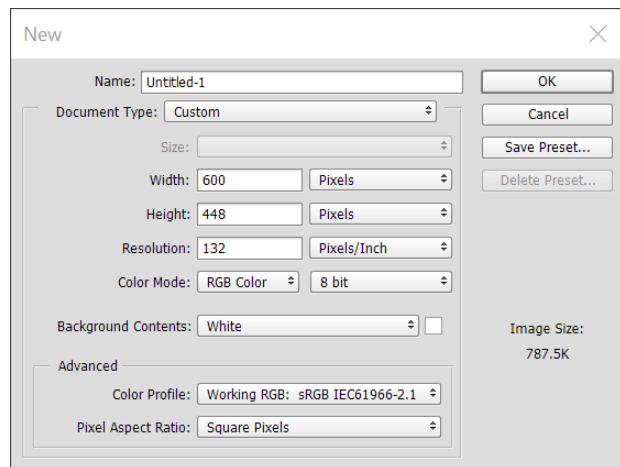 New
Name: Untitled-1
OK
Document Type: Custom
Cancel
Size:
Save Preset...
Width: 600 Pixels
Delete Preset...
Height: 448 Pixels
Resolution: 132 Pixels/Inch
Color Mode: RGB Color 8 bit
Background Contents: White
Image Size:
787.5K
Advanced
Color Profile: Working RGB: sRGB IEC61966-2.1
Pixel Aspect Ratio: Square Pixels